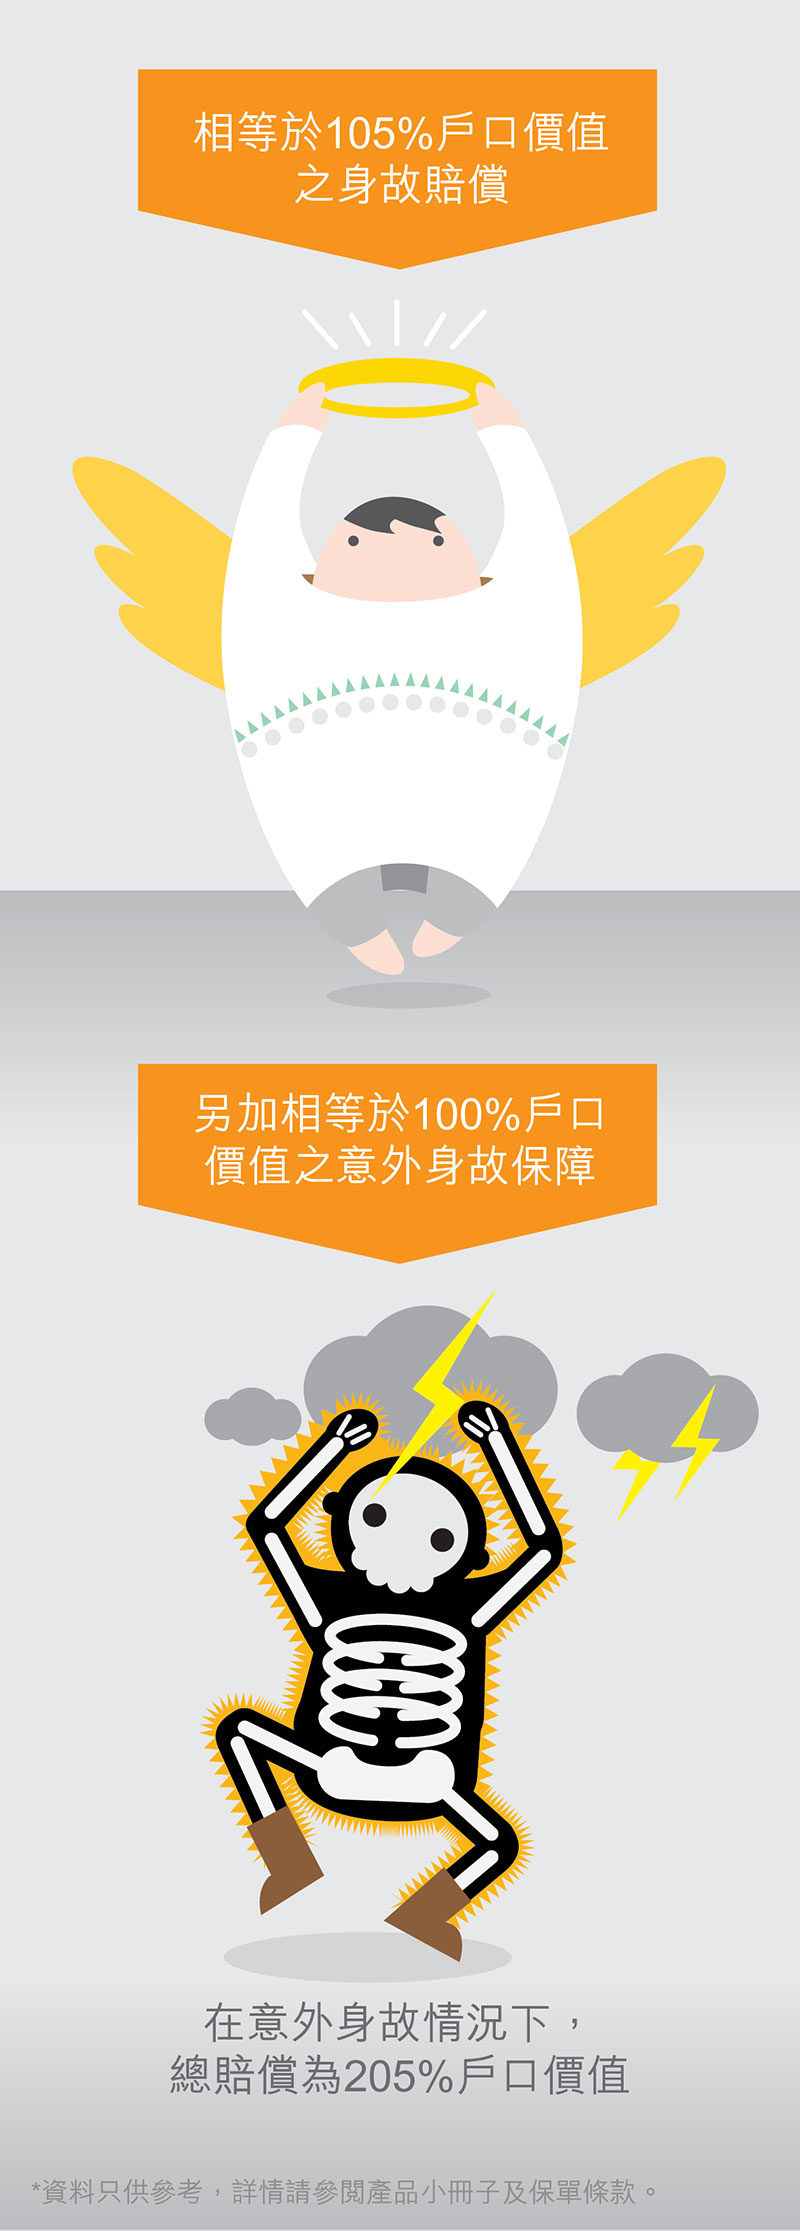 相等於105%戶口價值
之身故賠償
另加相等於100%戶口
價值之意外身故保障
在意外身故情況下，
總賠償為205%戶口價值
*資料只供參考，詳情請參閱產品小冊子及保單條款。